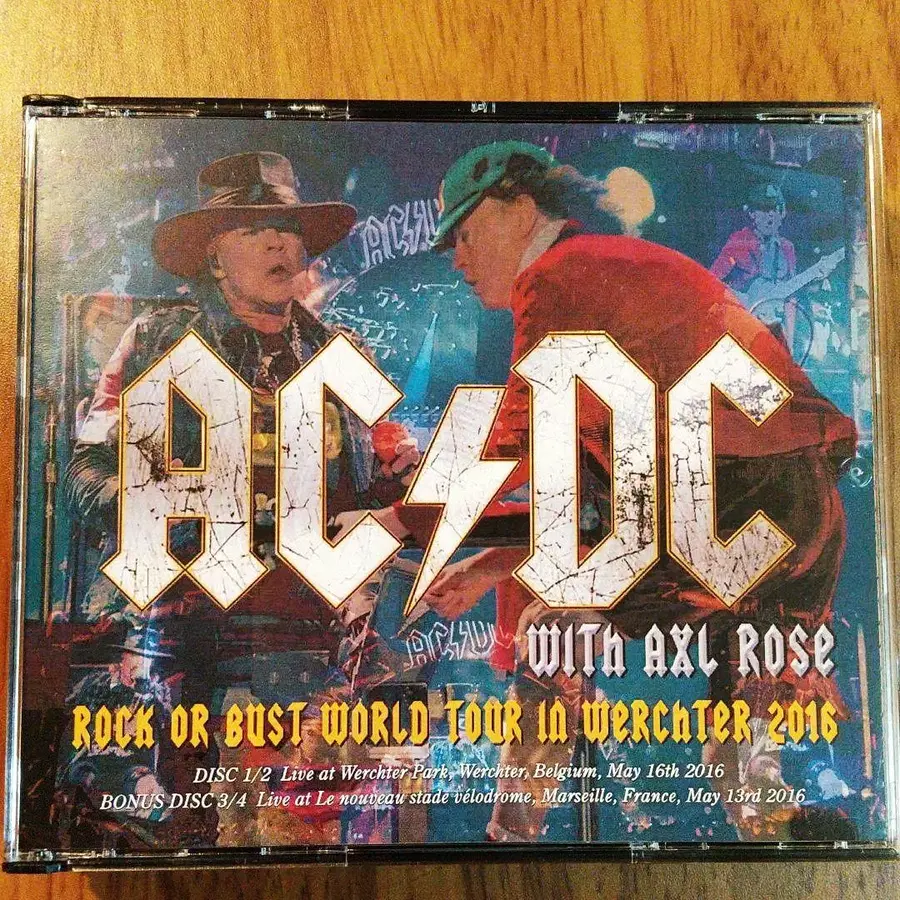 AC⚡DC
WITH AXL ROSE
ROCK OR BUST WORLD TOUR IN WERCHTER 2016
DISC 1/2 Live at Werchter Park, Werchter, Belgium, May 16th 2016
BONUS DISC 3/4 Live at Le nouveau stade vélodrome, Marseille, France, May 13rd 2016